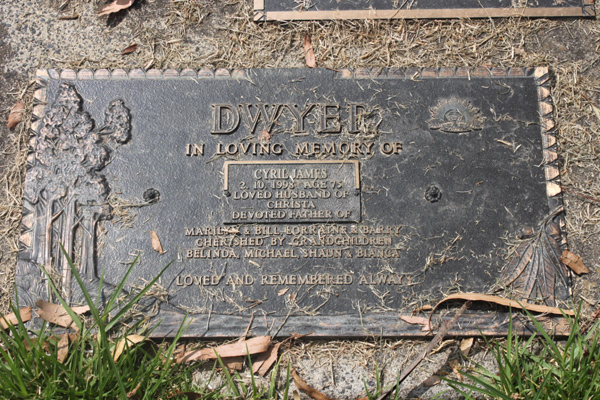 DWYER
IN LOVING MEMORY OF
CYRIL JAMES
2. 10. 1998 AGE 75
LOVED HUSBAND OF
CHRISTA
DEVOTED FATHER OF
MARILYN & BILL, LORRAINE & BARRY
CHERISHED BY GRANDCHILDREN
BELINDA, MICHAEL, SHAUN & BIANCA
LOVED AND REMEMBERED ALWAYS